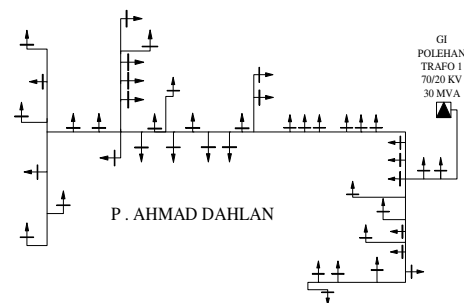 GI
POLEHAN
TRAFO 1
70/20 KV
30 MVA
P . AHMAD DAHLAN